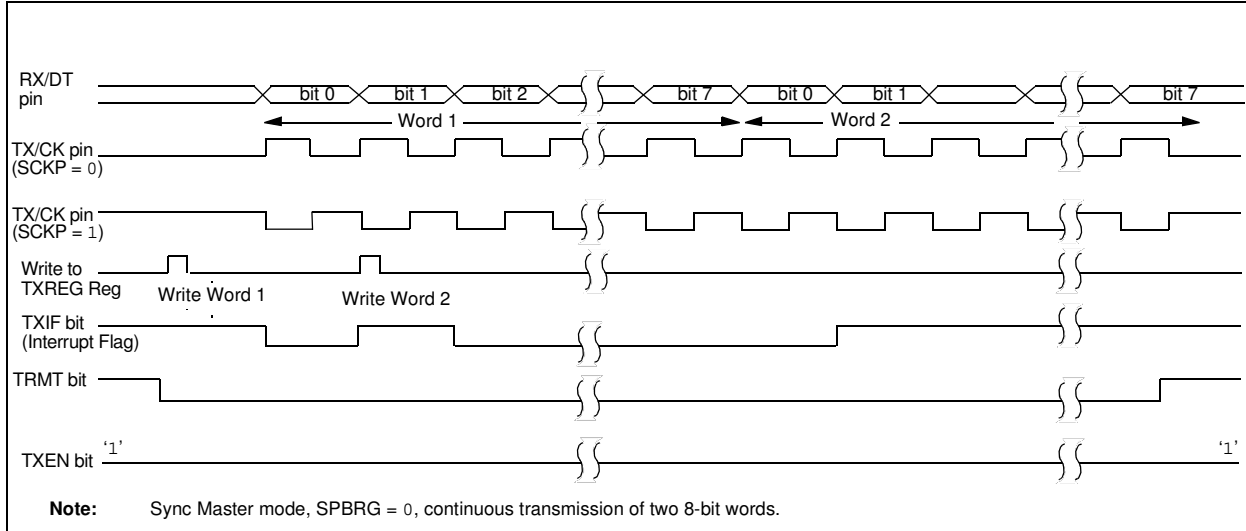 RX/DT
pin
bit 0 bit 1 bit 2 bit 7 bit 0 bit 1 bit 7
Word 1 Word 2
TX/CK pin
(SCKP = 0)
TX/CK pin
(SCKP = 1)
Write to
TXREG Reg
Write Word 1 Write Word 2
TXIF bit
(Interrupt Flag)
TRMT bit
TXEN bit '1' '1'
Note: Sync Master mode, SPBRG = 0, continuous transmission of two 8-bit words.